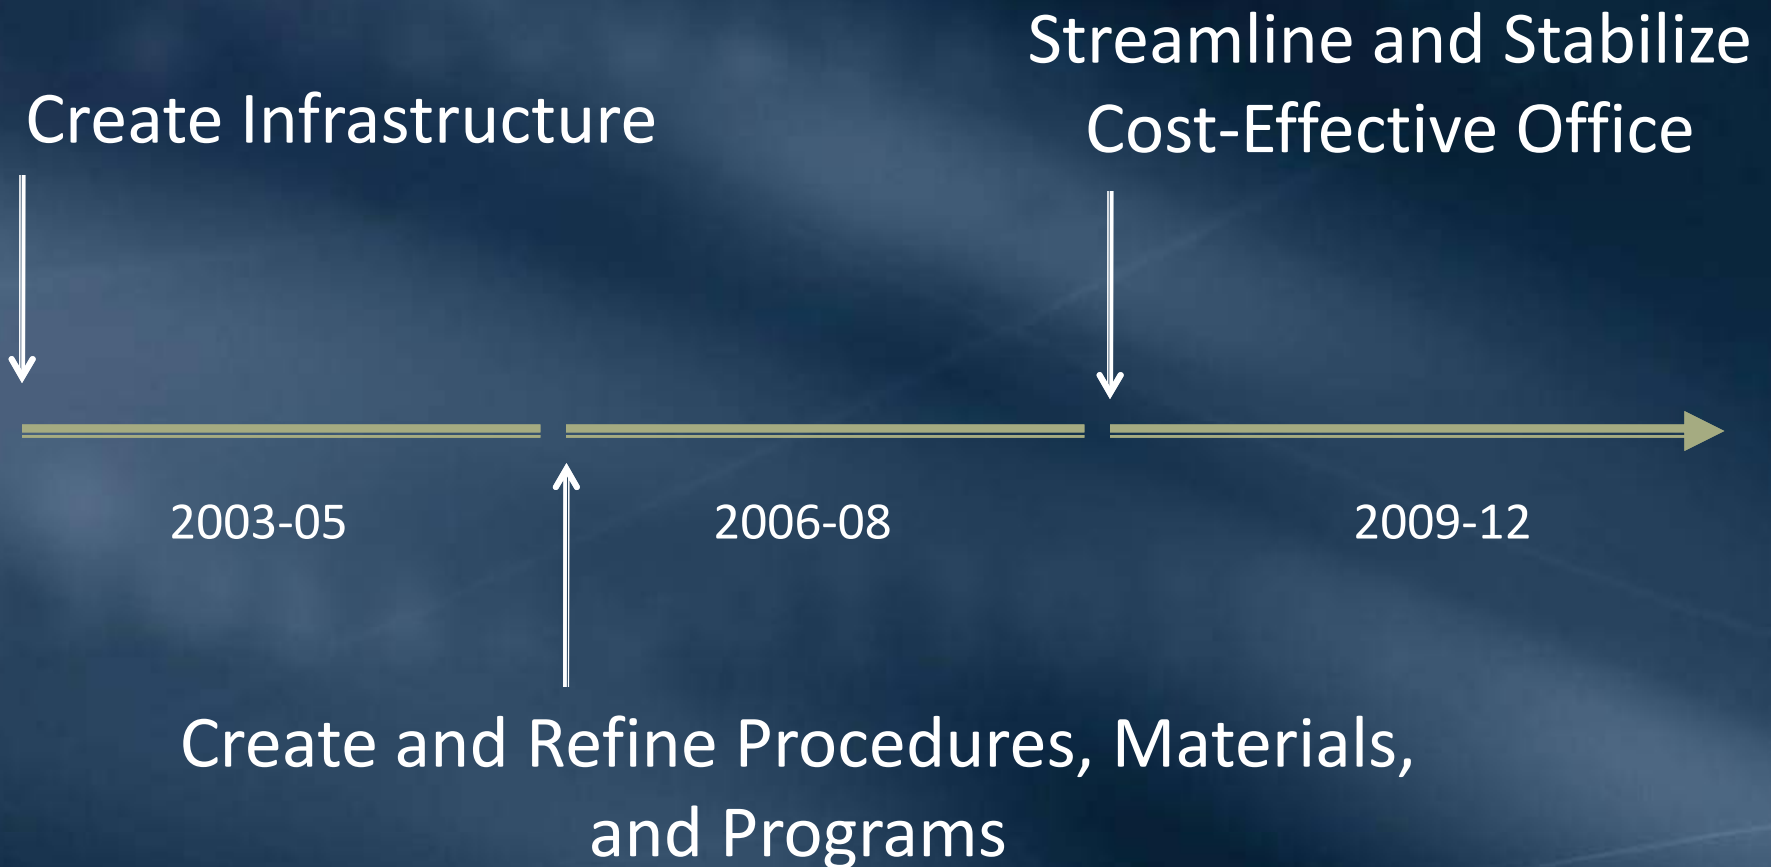 Streamline and Stabilize
Cost-Effective Office
Create Infrastructure
2003-05
2006-08
2009-12
Create and Refine Procedures, Materials,
and Programs